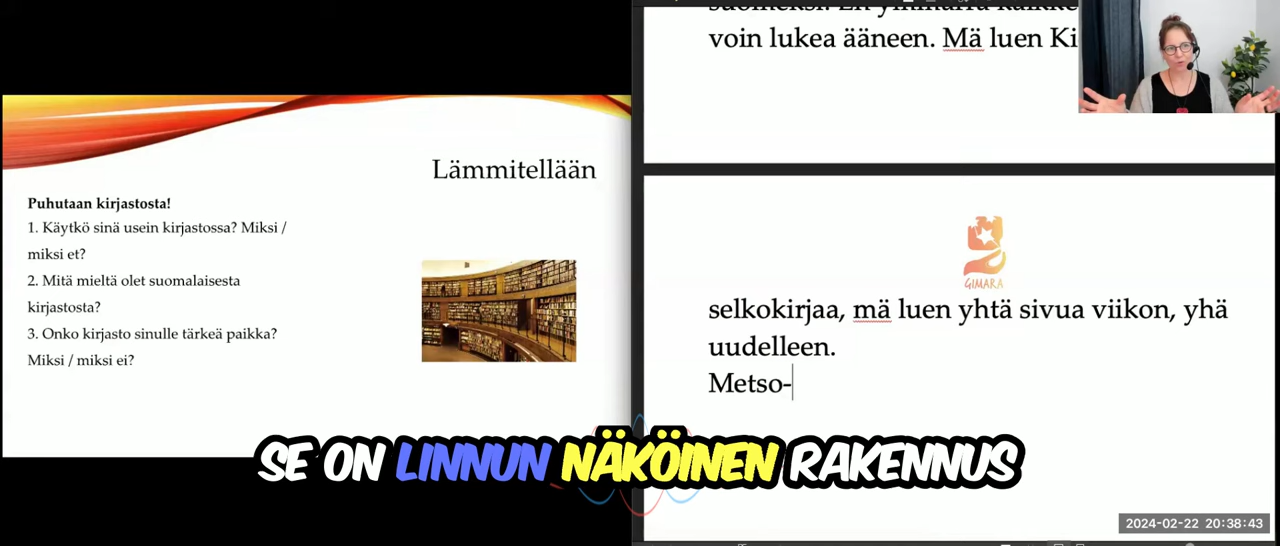 Lämmitellään
Puhutaan kirjastosta!
1. Käytkö sinä usein kirjastossa? Miksi /
miksi et?
2. Mitä mieltä olet suomalaisesta
kirjastosta?
3. Onko kirjasto sinulle tärkeä paikka?
Miksi / miksi ei?
voin lukea ääneen. Mä luen Ki
GIMARA
selkokirjaa, mä luen yhtä sivua viikon, yhä
uudelleen.
Metso-
SE ON LINNUN NÄKÖINEN RAKENNUS
2024-02-22 20:38:43